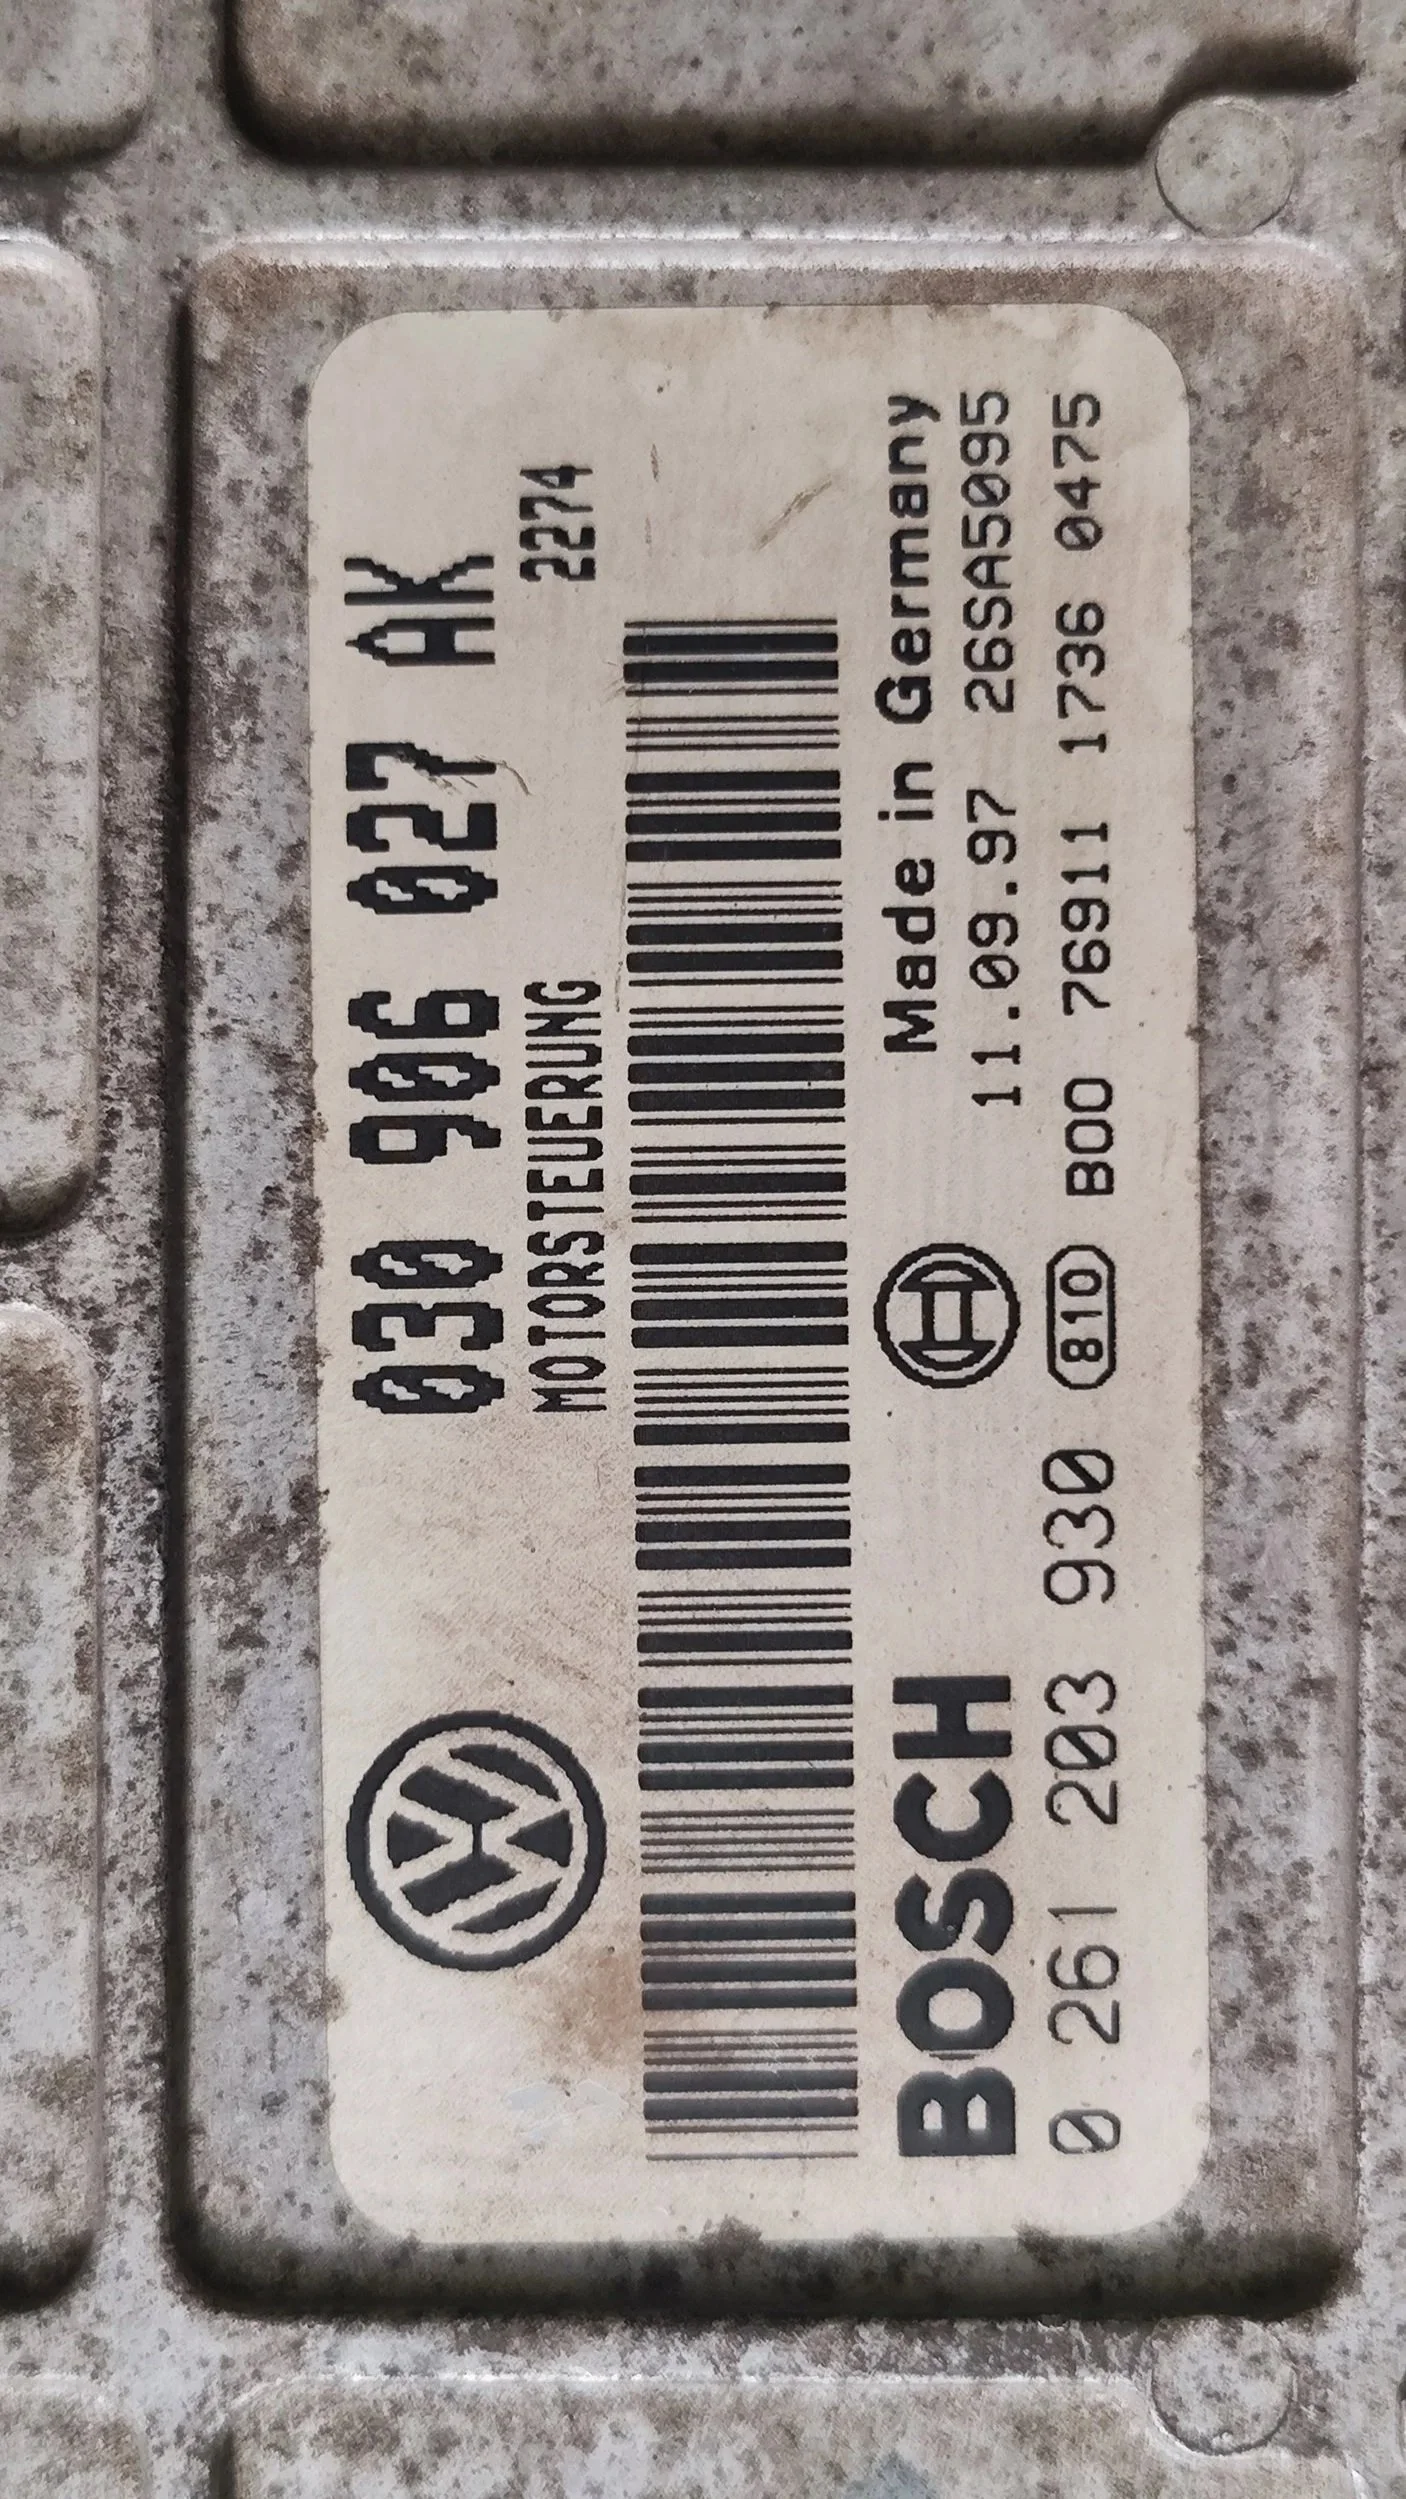 030 906 027 AK
MOTORSTEUERUNG 2274
BOSCH Made in Germany
11.09.97 26SA5095
0 261 203 930 810 B00 76911 1736 0475